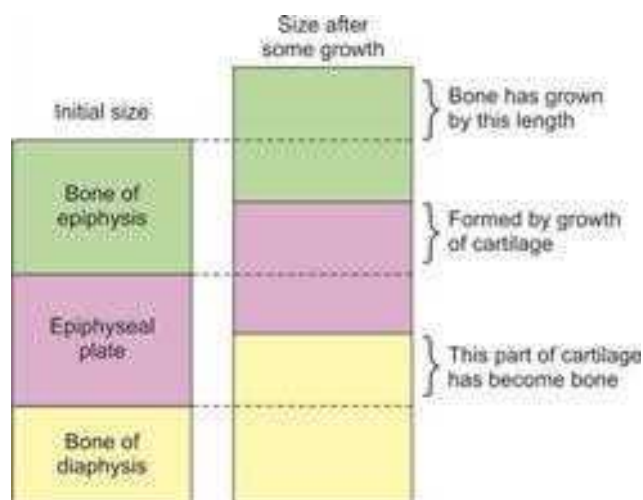 Size after
some growth
Initial size
Bone has grown
by this length
Bone of
epiphysis
Formed by growth
of cartilage
Epiphyseal
plate
This part of cartilage
has become bone
Bone of
diaphysis